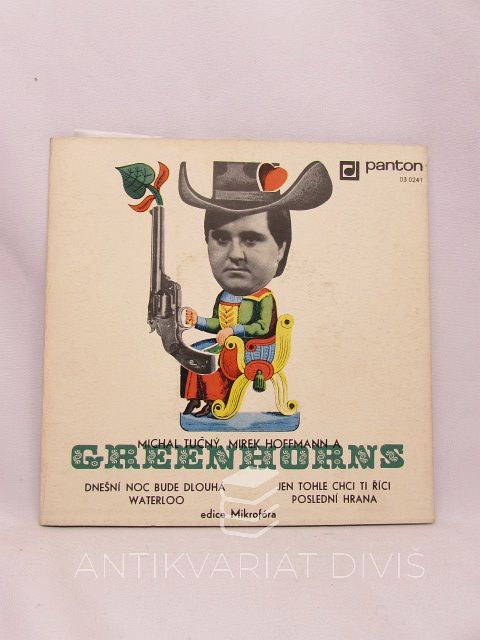 panton
03 0241
MICHAL TUČNÝ, MIREK HOFFMANN A
GREENHORNS
DNEŠNÍ NOC BUDE DLOUHÁ
WATERLOO
JEN TOHLE CHCI TI ŘÍCI
POSLEDNÍ HRANA
edice Mikrofóra
ANTIKVARIÁT DIVIŠ